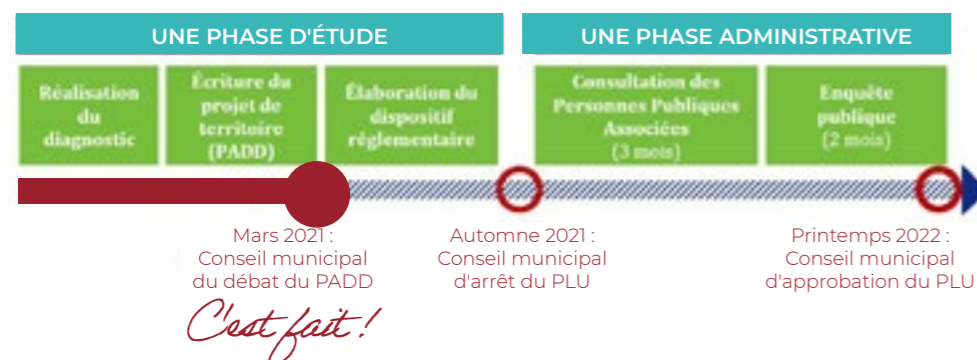 UNE PHASE D'ÉTUDE
UNE PHASE ADMINISTRATIVE
Réalisation
du
diagnostic
Écriture du
projet de
territoire
(PADD)
Élaboration du
dispositif
réglementaire
Consultation des
Personnes Publiques
Associées
(3 mois)
Enquête
publique
(2 mois)
Mars 2021 :
Conseil municipal
du débat du PADD
C'est fait !
Automne 2021 :
Conseil municipal
d'arrêt du PLU
Printemps 2022 :
Conseil municipal
d'approbation du PLU